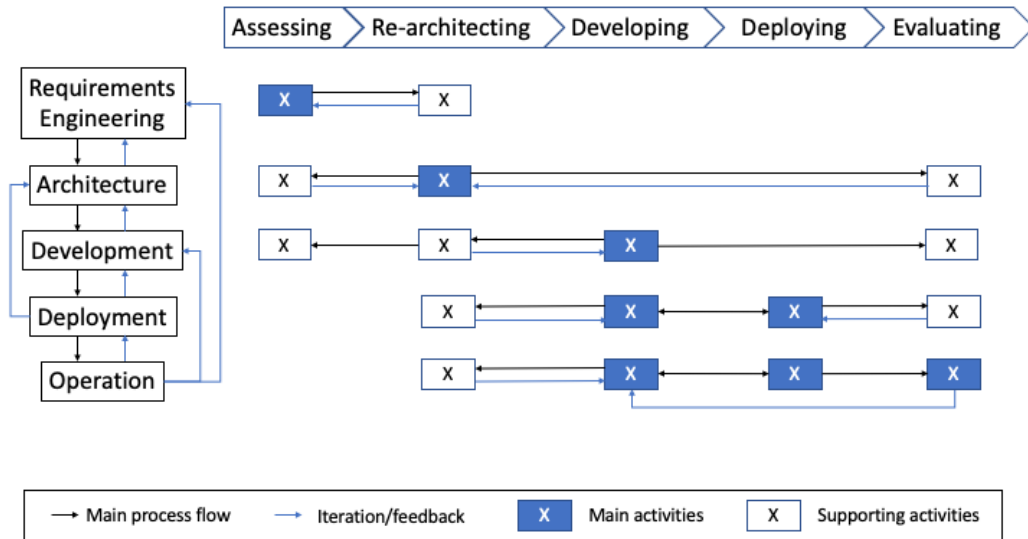 Assessing Re-architecting Developing Deploying Evaluating
Requirements
Engineering
X X
Architecture X X X
Development X X X X
Deployment X X X X
Operation X X X X
Main process flow Iteration/feedback X Main activities X Supporting activities